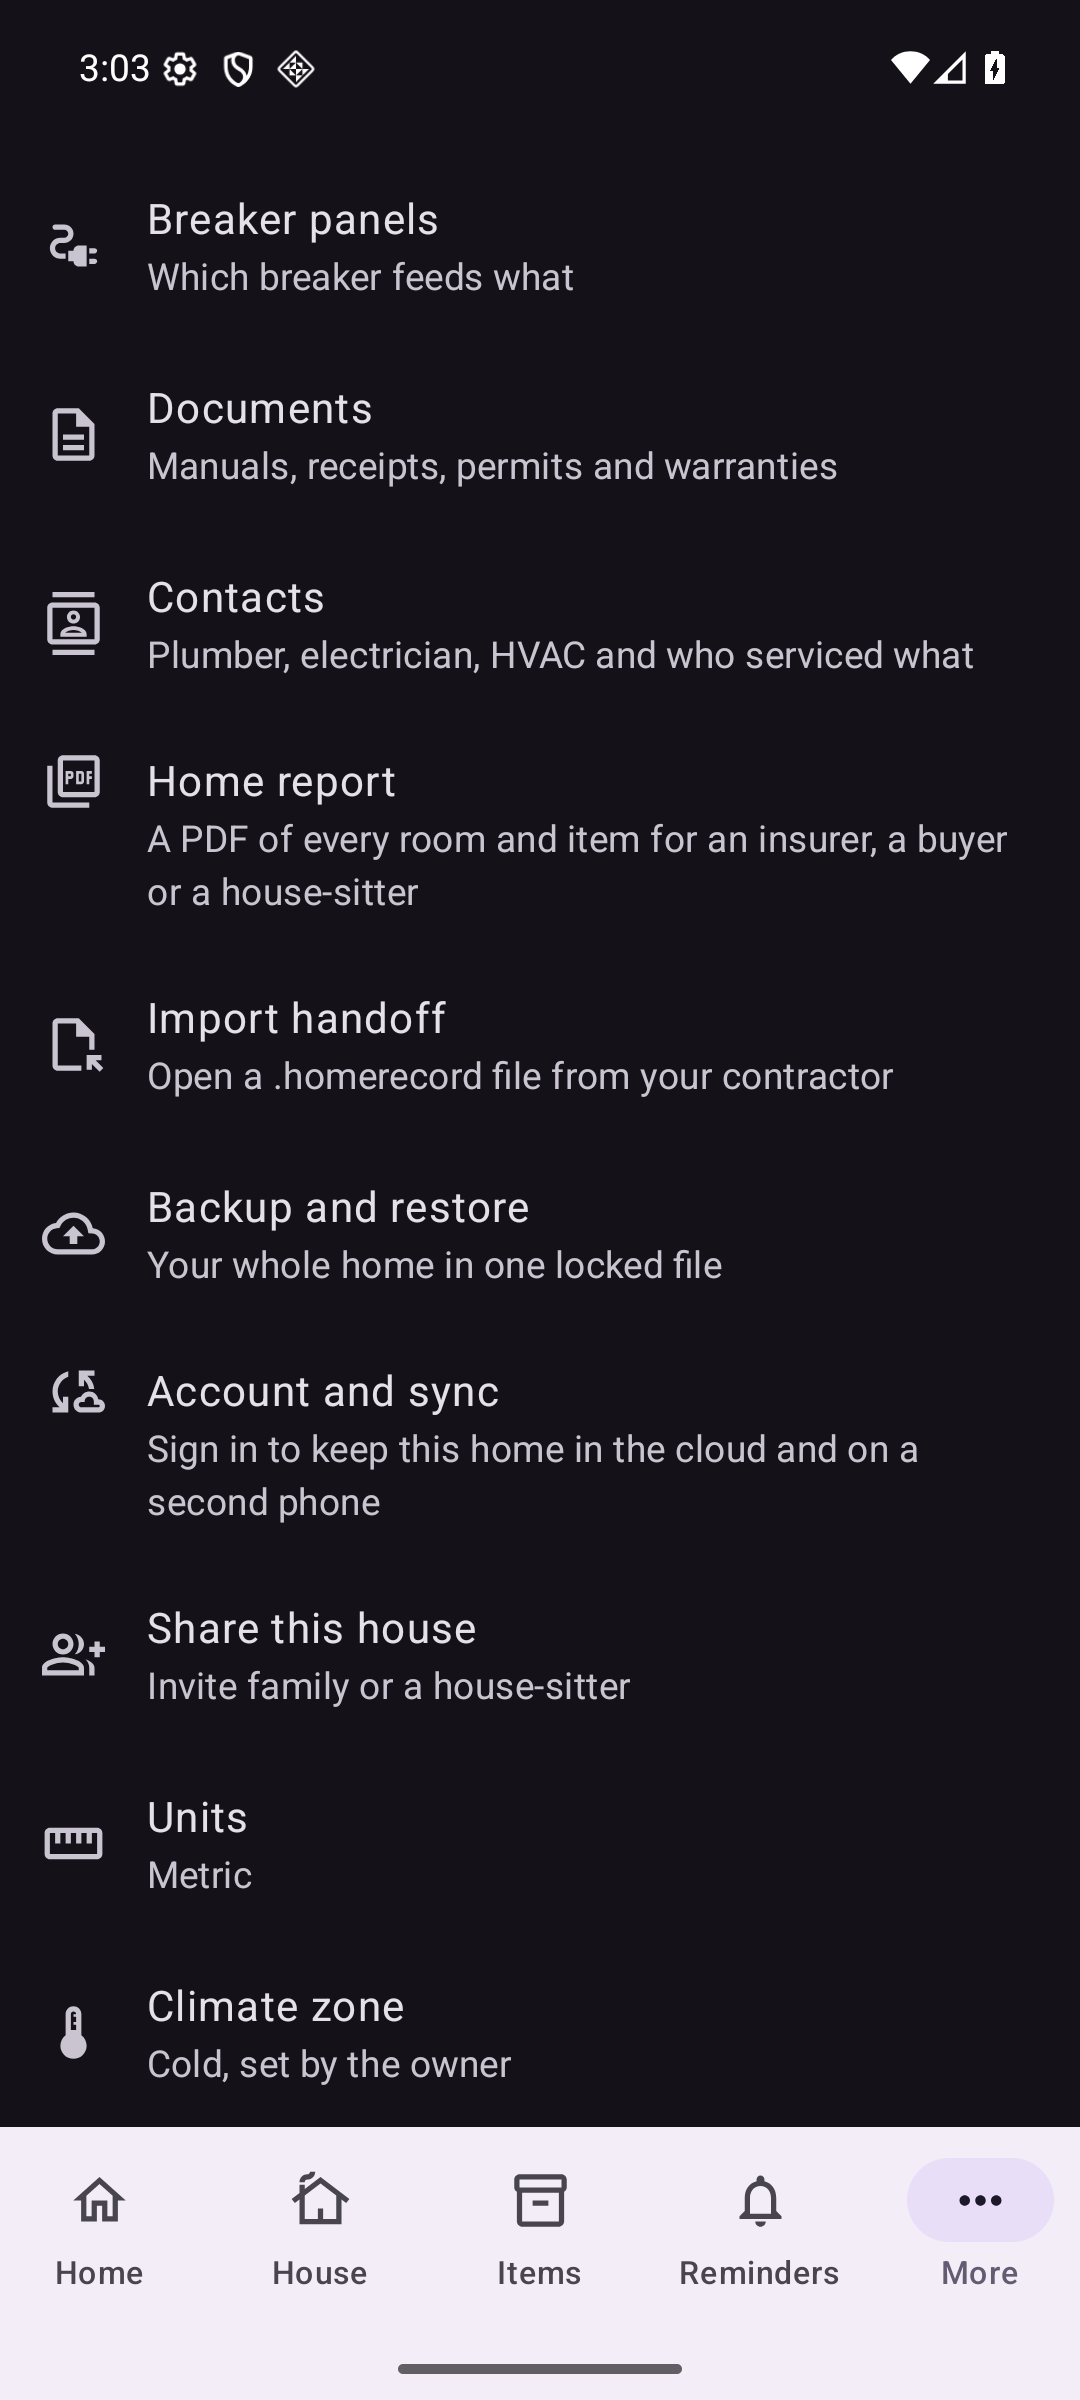 3:03
Breaker panels
Which breaker feeds what
Documents
Manuals, receipts, permits and warranties
Contacts
Plumber, electrician, HVAC and who serviced what
PDF
Home report
A PDF of every room and item for an insurer, a buyer
or a house-sitter
Import handoff
Open a .homerecord file from your contractor
Backup and restore
Your whole home in one locked file
Account and sync
Sign in to keep this home in the cloud and on a
second phone
Share this house
Invite family or a house-sitter
Units
Metric
Climate zone
Cold, set by the owner
Home
House
Items
Reminders
More